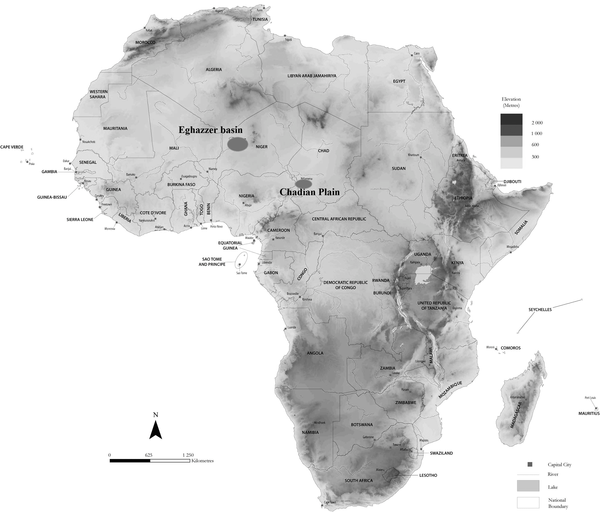 TUNISIA
MOROCCO
ALGERIA
LIBYAN ARAB JAMAHIRIYA
EGYPT
WESTERN
SAHARA
Elevation
(Metres)
2 000
1 000
600
300
MAURITANIA
Eghazzer basin
CAPE VERDE
MALI
NIGER
CHAD
SUDAN
ERITREA
SENEGAL
GAMBIA
DJIBOUTI
GUINEA-BISSAU
GUINEA
BURKINA FASO
Chadian Plain
NIGERIA
ETHIOPIA
SIERRA LEONE
LIBERIA
COTE D'IVOIRE
GHANA
TOGO
BENIN
CENTRAL AFRICAN REPUBLIC
CAMEROON
SOMALIA
EQUATORIAL
GUINEA
SAO TOME
AND PRINCIPE
GABON
CONGO
DEMOCRATIC REPUBLIC
OF CONGO
UGANDA
KENYA
RWANDA
BURUNDI
UNITED REPUBLIC
OF TANZANIA
SEYCHELLES
COMOROS
ANGOLA
ZAMBIA
MALAWI
MOZAMBIQUE
ZIMBABWE
MADAGASCAR
MAURITIUS
NAMIBIA
BOTSWANA
SWAZILAND
LESOTHO
SOUTH AFRICA
N
0 625 1.250
Kilometres
Capital City
River
Lake
National
Boundary